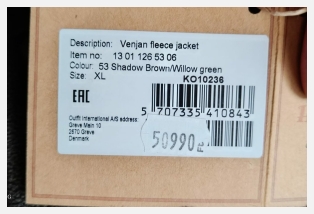 Description: Venjan fleece jacket
Item no: 13 01 126 53 06
Colour: 53 Shadow Brown/Willow green
Size: XL
KO10236
EAC
5 707335 410843
Outfit International A/S address:
Greve Main 10
2670 Greve
Denmark
50990